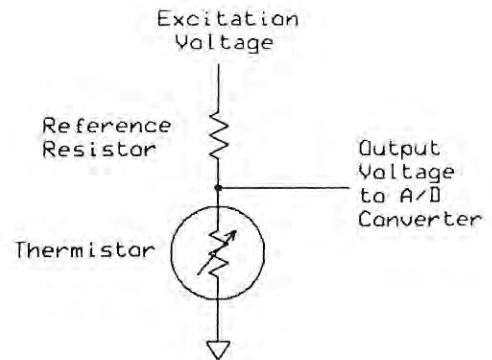 Excitation
Voltage
Reference
Resistor
Output
Voltage
to A/D
Converter
Thermistor